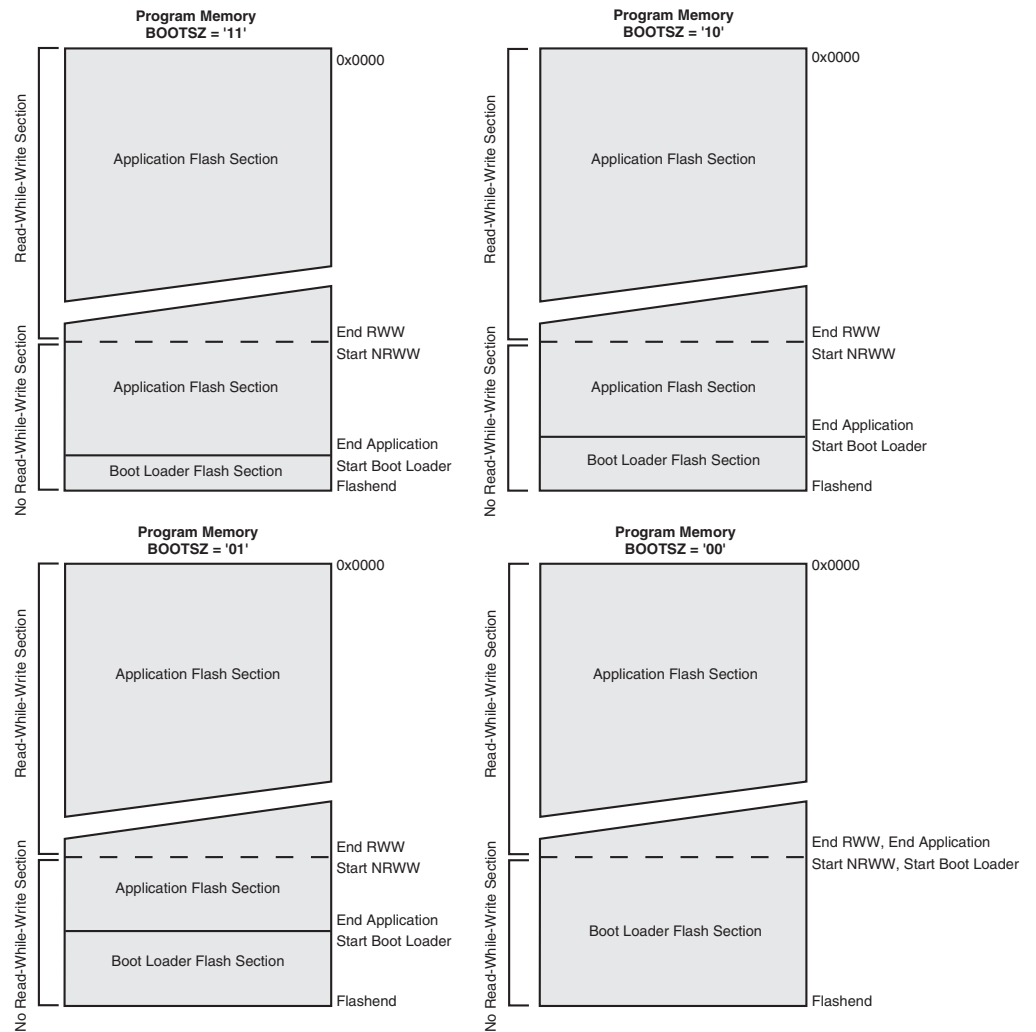 Program Memory
BOOTSZ = '11'
0x0000
Read-While-Write Section
Application Flash Section
End RWW
Start NRWW
No Read-While-Write Section
Application Flash Section
End Application
Start Boot Loader
Boot Loader Flash Section
Flashend
Program Memory
BOOTSZ = '10'
0x0000
Read-While-Write Section
Application Flash Section
End RWW
Start NRWW
No Read-While-Write Section
Application Flash Section
End Application
Start Boot Loader
Boot Loader Flash Section
Flashend
Program Memory
BOOTSZ = '01'
0x0000
Read-While-Write Section
Application Flash Section
End RWW
Start NRWW
No Read-While-Write Section
Application Flash Section
End Application
Start Boot Loader
Boot Loader Flash Section
Flashend
Program Memory
BOOTSZ = '00'
0x0000
Read-While-Write Section
Application Flash Section
End RWW, End Application
Start NRWW, Start Boot Loader
No Read-While-Write Section
Boot Loader Flash Section
Flashend